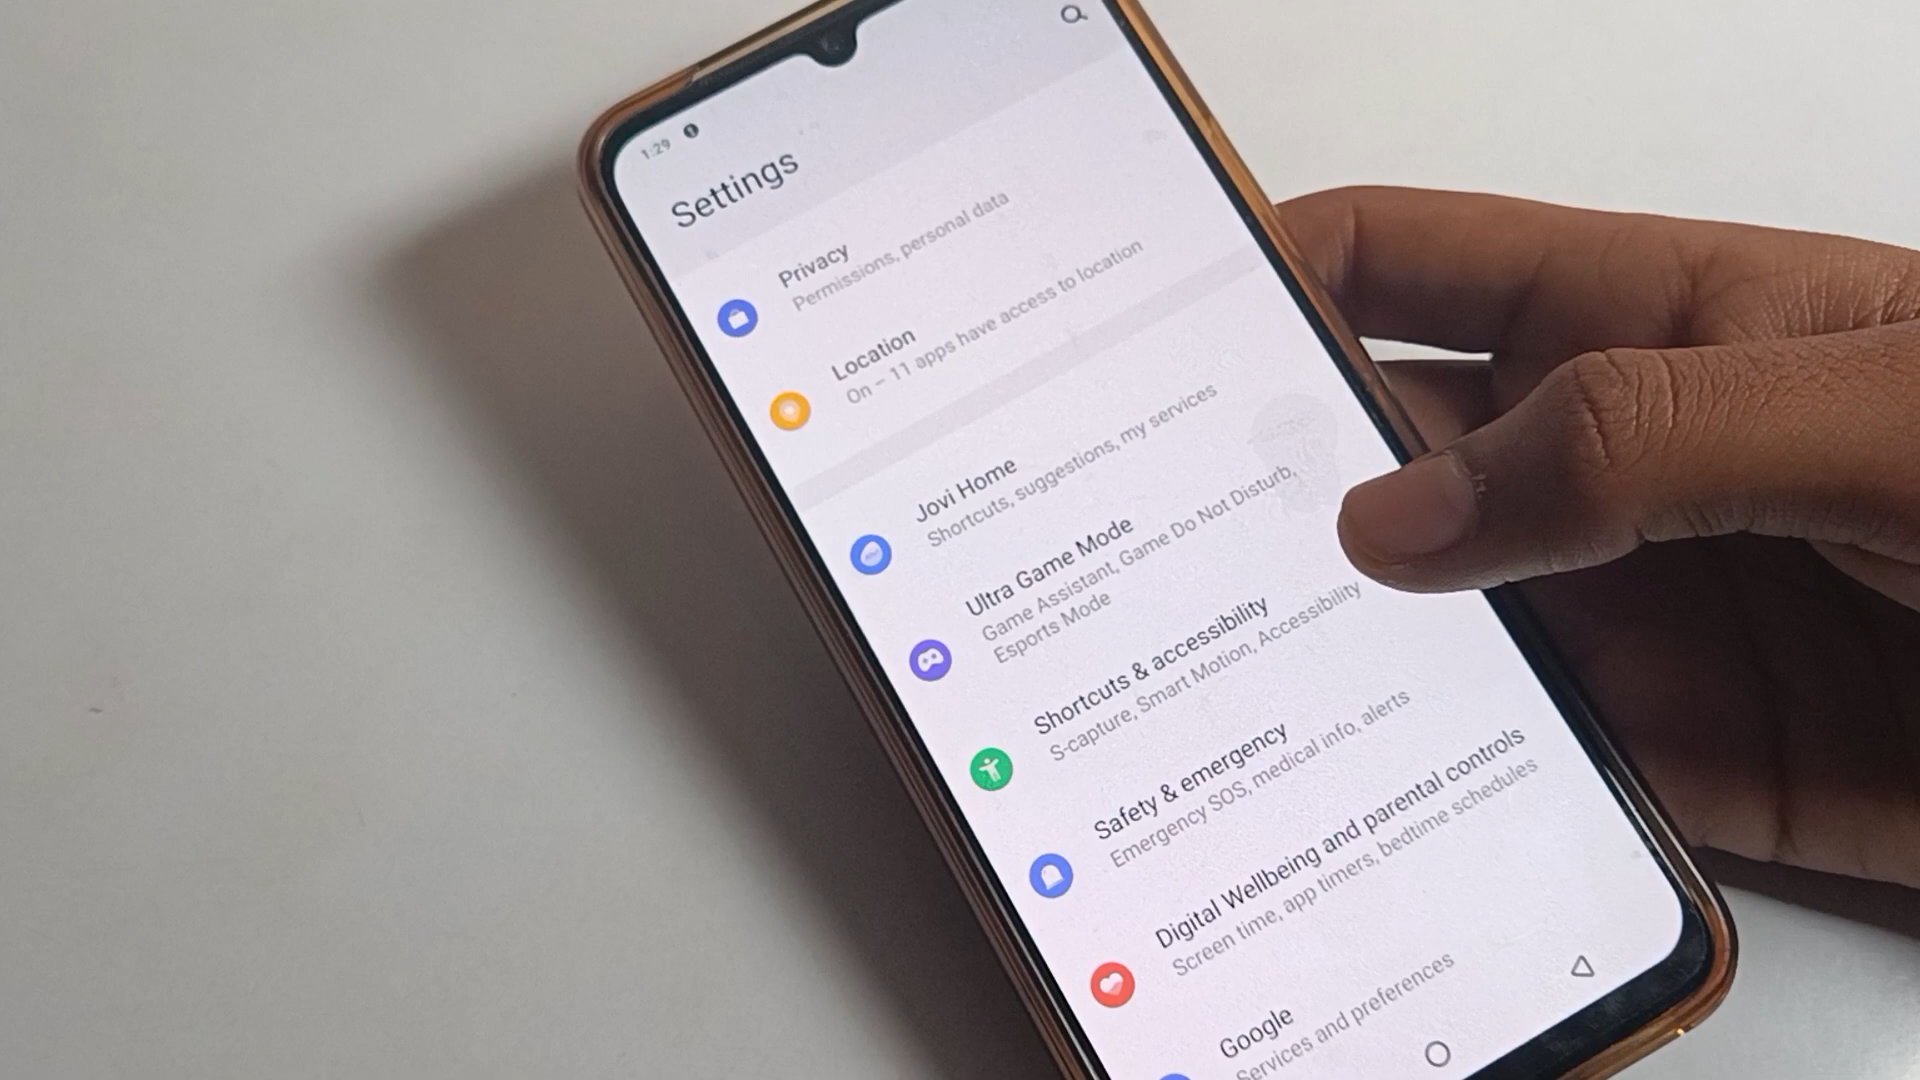 1:29
Settings
Privacy
Permissions, personal data
Location
On – 11 apps have access to location
Jovi Home
Shortcuts, suggestions, my services
Ultra Game Mode
Game Assistant, Game Do Not Disturb,
Esports Mode
Shortcuts & accessibility
S-capture, Smart Motion, Accessibility
Safety & emergency
Emergency SOS, medical info, alerts
Digital Wellbeing and parental controls
Screen time, app timers, bedtime schedules
Google
Services and preferences